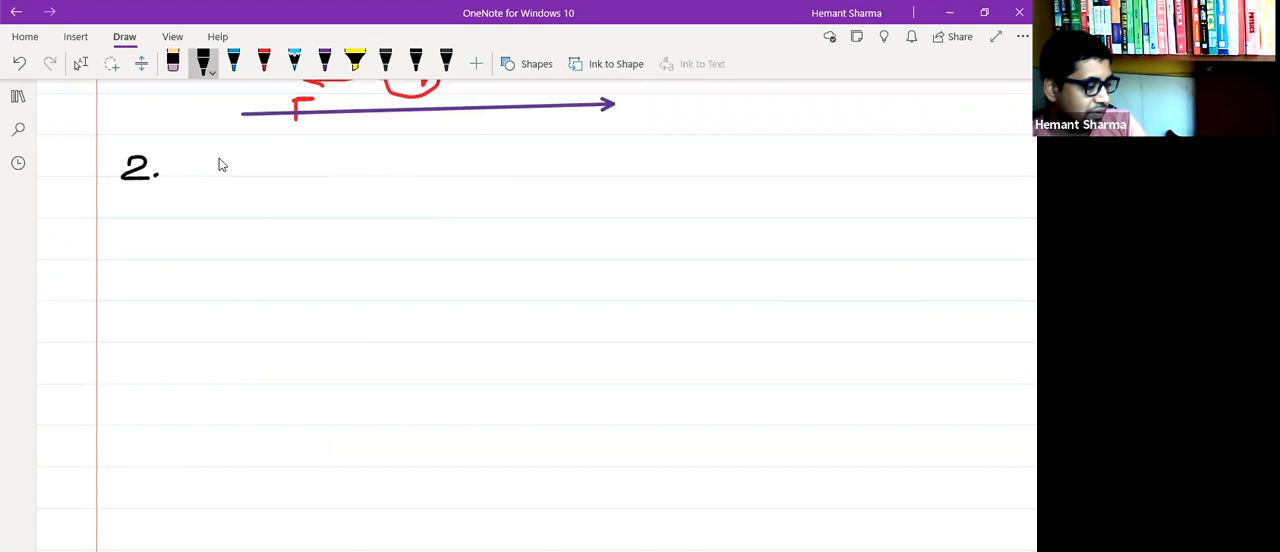 OneNote for Windows 10
Hemant Sharma
Home Insert Draw View Help
Share
Shapes Ink to Shape Ink to Text
Hemant Sharma
F
2.
PHYSICS